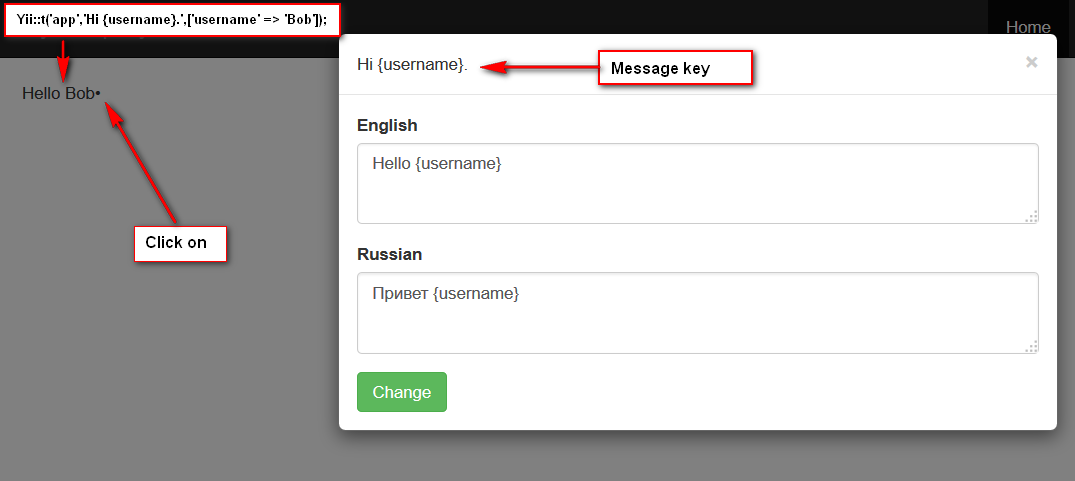 Yii::t('app','Hi {username}.',['username' => 'Bob']);
Home
Hi {username}.
Message key
×
Hello Bob•
English
Hello {username}
Click on
Russian
Привет {username}
Change